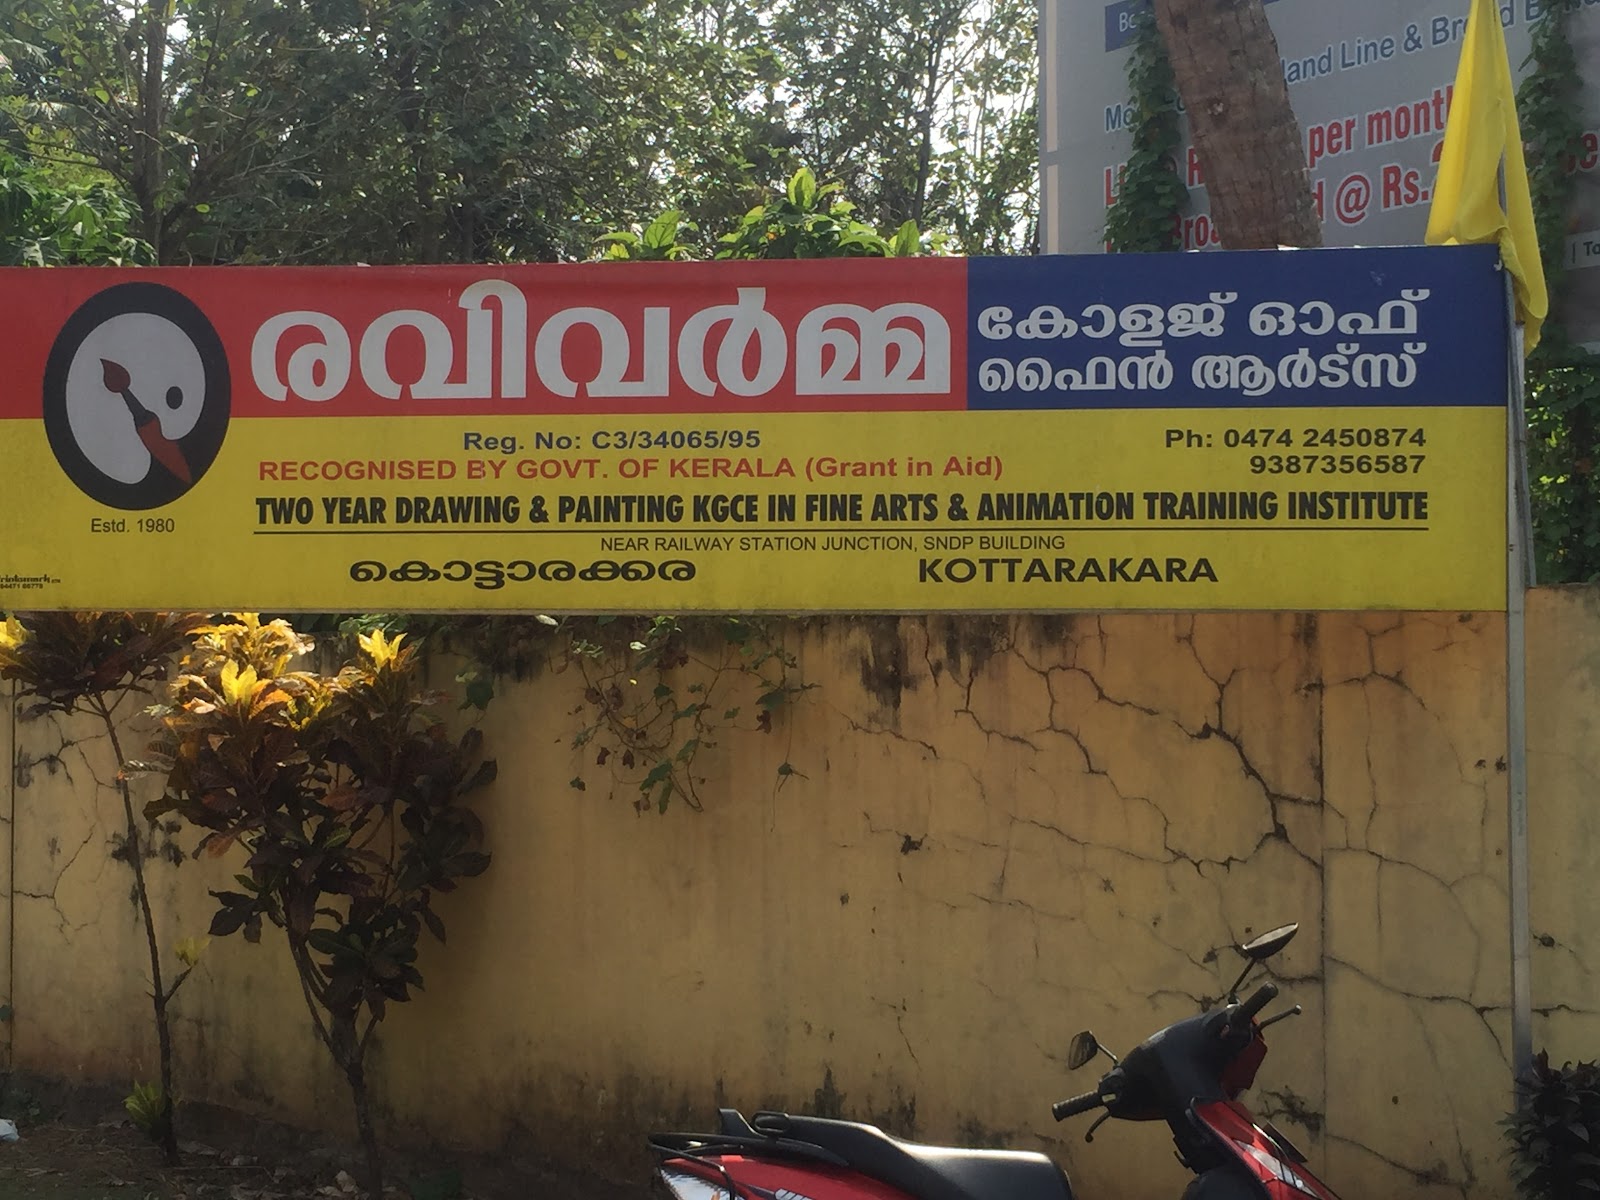 land Line &
per month
@ Rs.
രവിവർമ്മ
കോളജ് ഓഫ്
ഫൈൻ ആർട്സ്
Reg. No: C3/34065/95
RECOGNISED BY GOVT. OF KERALA (Grant in Aid)
Ph: 0474 2450874
9387356587
TWO YEAR DRAWING & PAINTING KGCE IN FINE ARTS & ANIMATION TRAINING INSTITUTE
Estd. 1980
NEAR RAILWAY STATION JUNCTION, SNDP BUILDING
കൊട്ടാരക്കര KOTTARAKARA